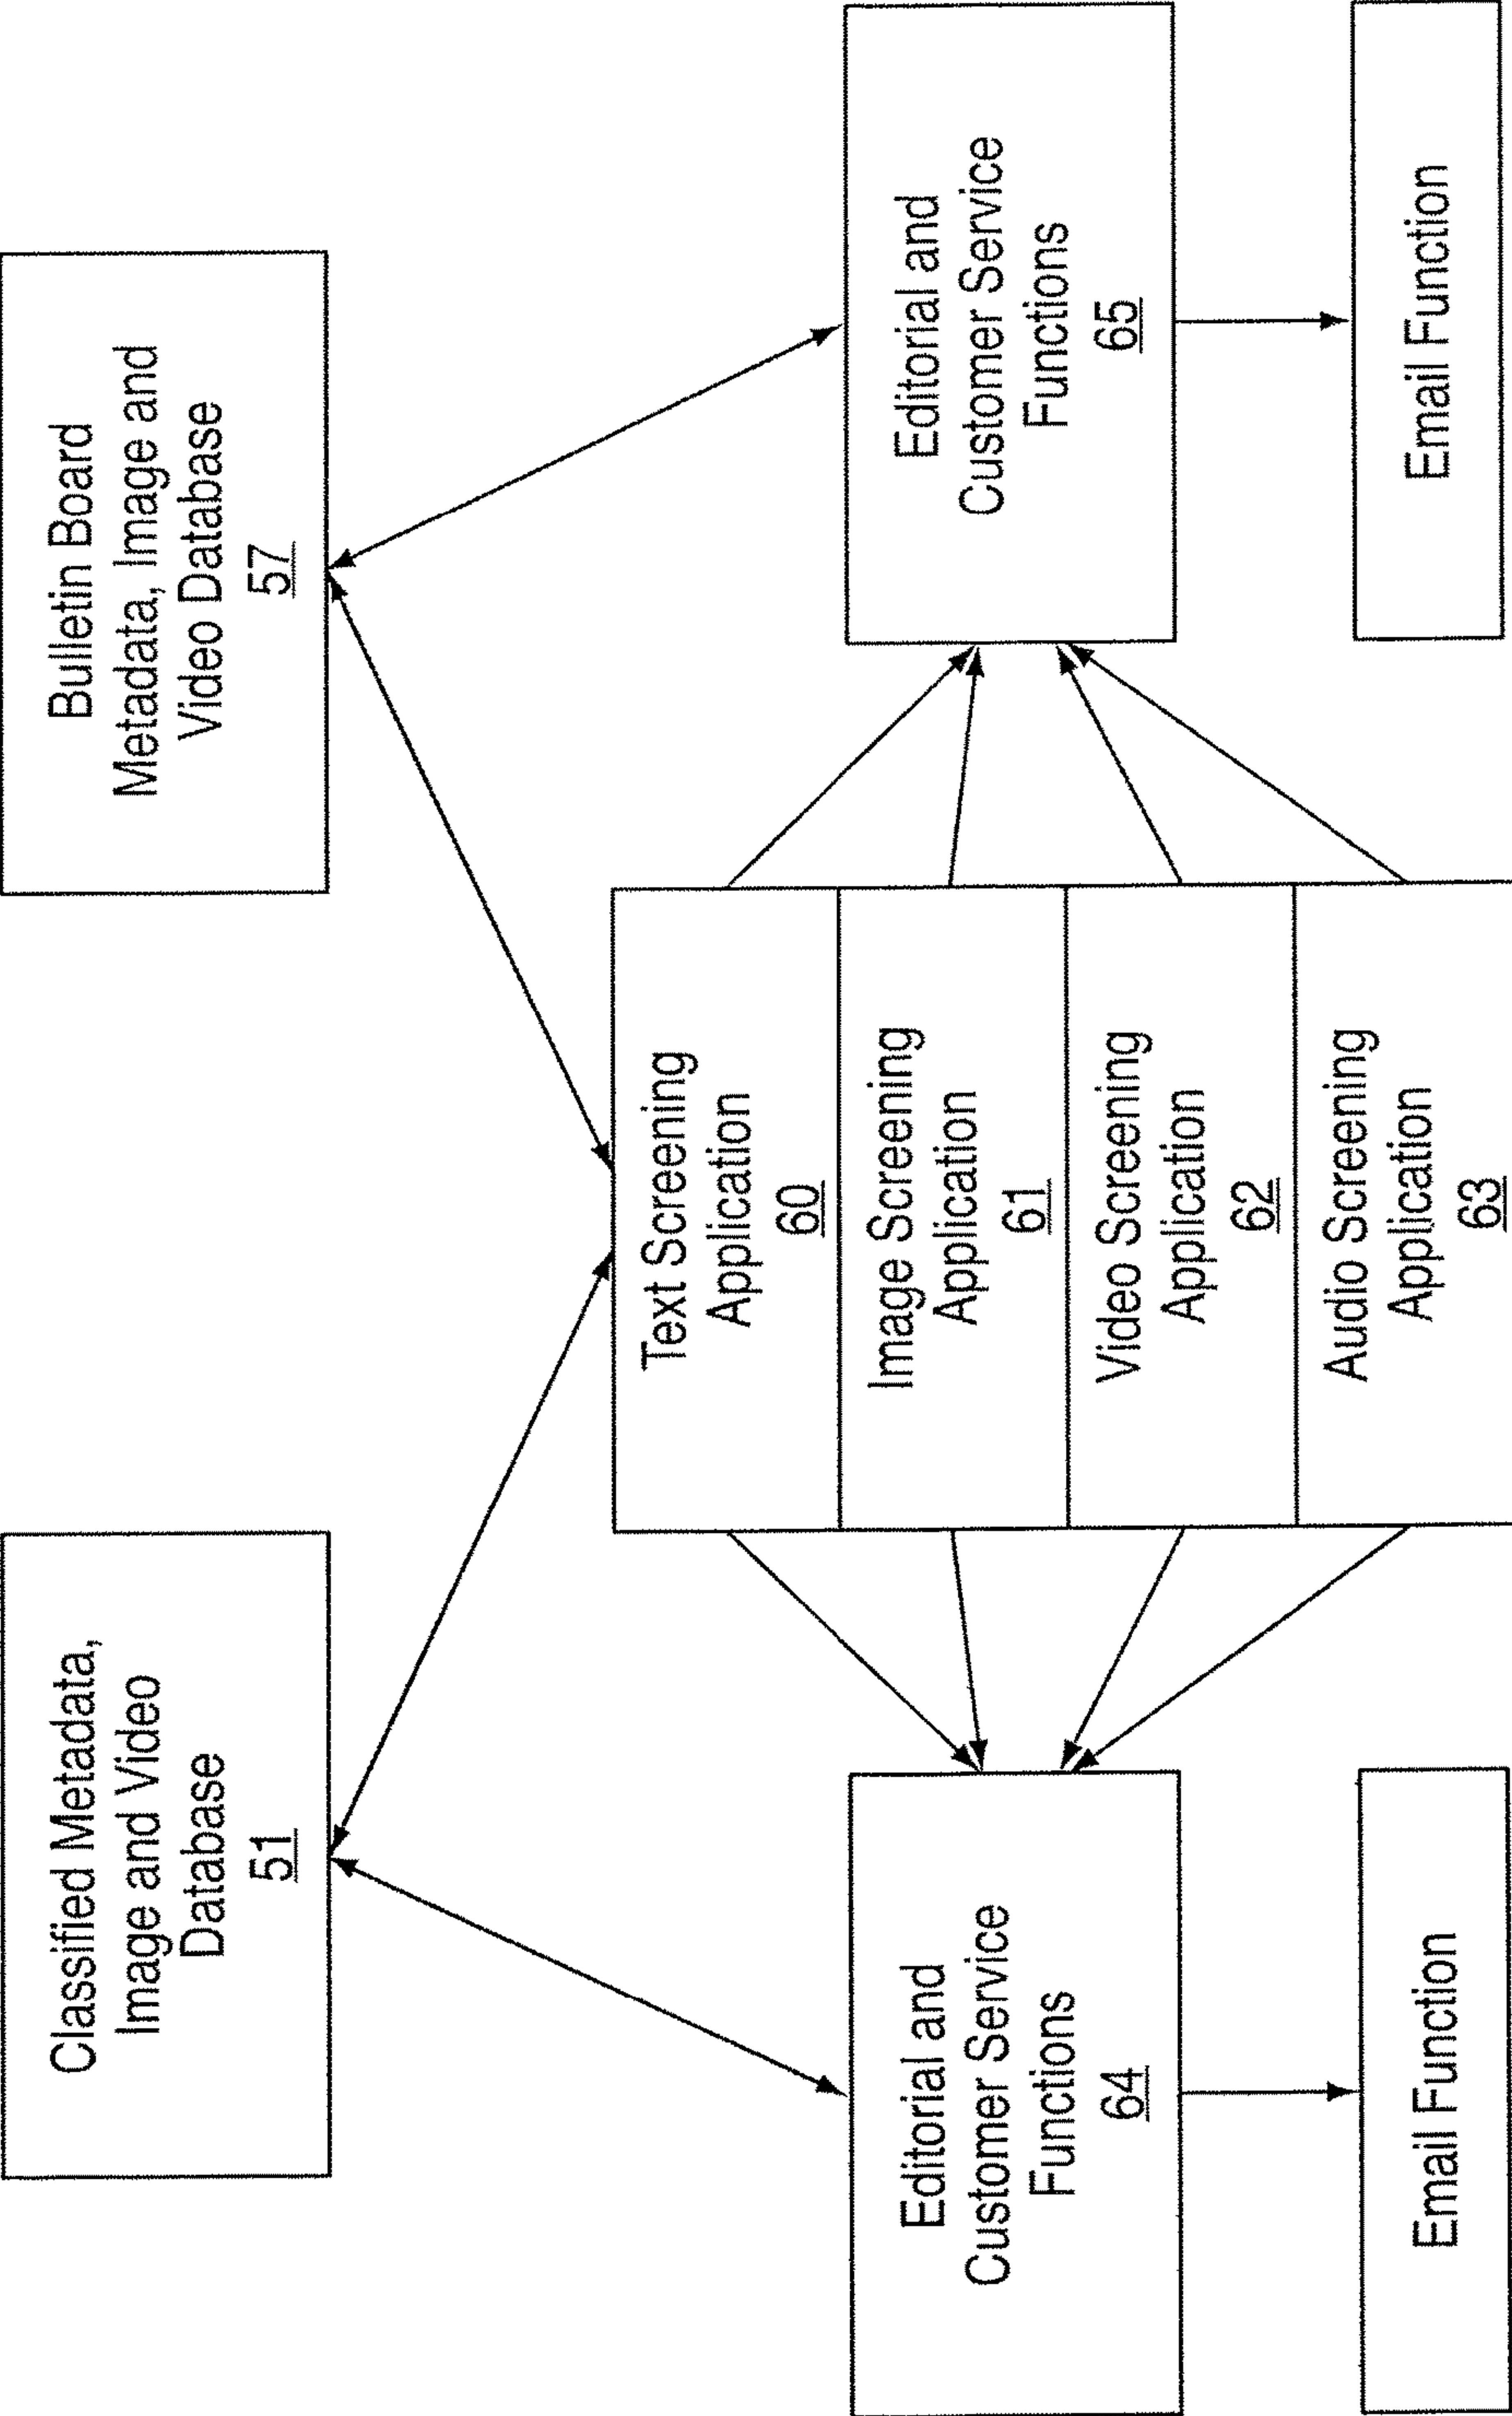 Classified Metadata,
Image and Video
Database
51
Bulletin Board
Metadata, Image and
Video Database
57
Text Screening
Application
60
Image Screening
Application
61
Video Screening
Application
62
Audio Screening
Application
63
Editorial and
Customer Service
Functions
64
Editorial and
Customer Service
Functions
65
Email Function
Email Function